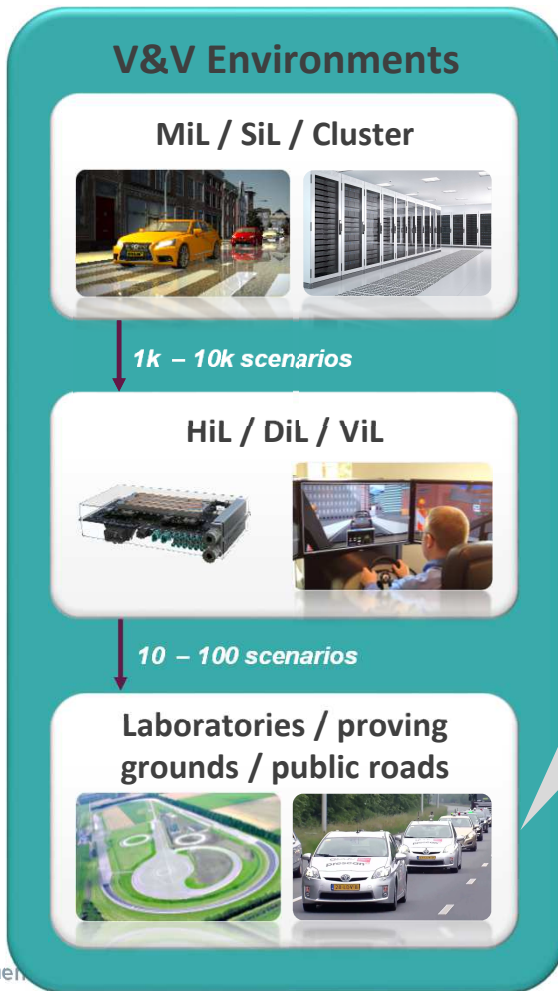 V&V Environments
MiL / SiL / Cluster
1k – 10k scenarios
HiL / DiL / ViL
10 – 100 scenarios
Laboratories / proving
grounds / public roads